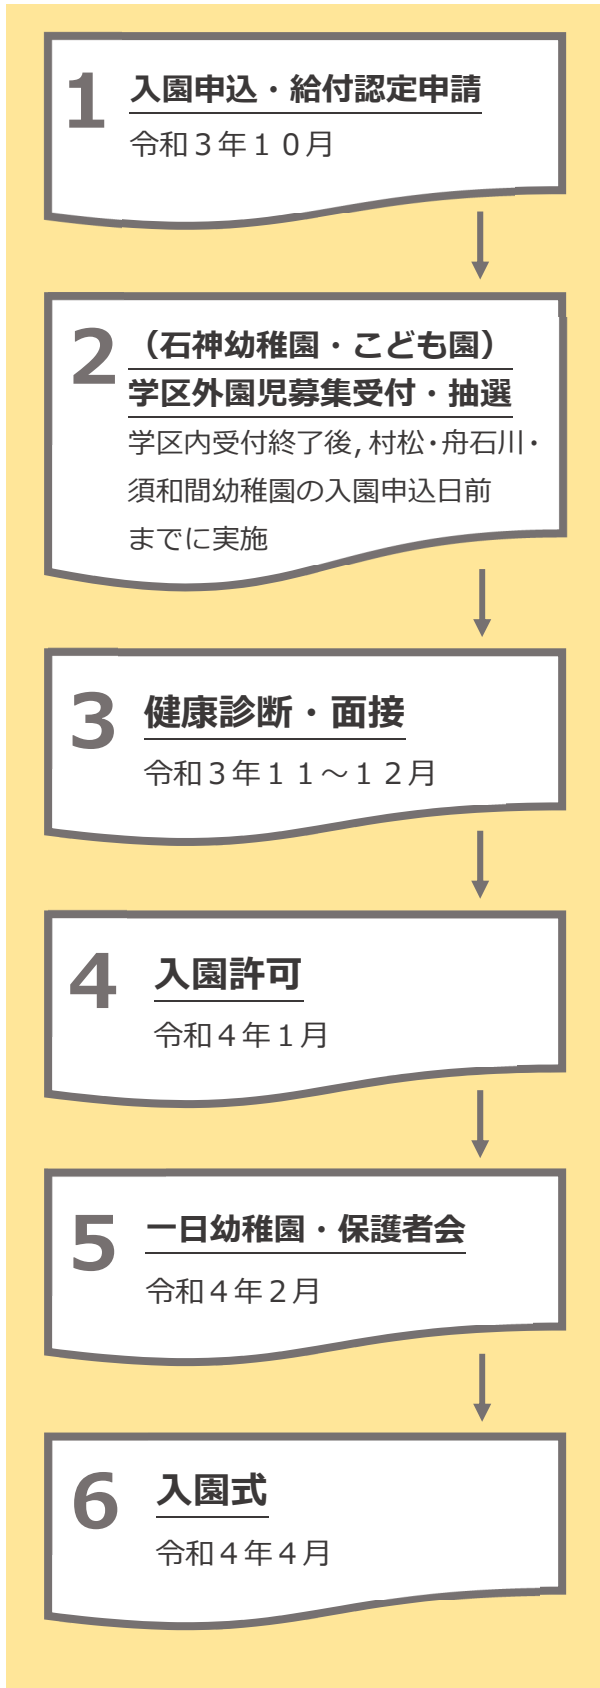 1 入園申込・給付認定申請
令和３年１０月
2 （石神幼稚園・こども園）
学区外園児募集受付・抽選
学区内受付終了後，村松・舟石川・
須和間幼稚園の入園申込日前
までに実施
3 健康診断・面接
令和３年１１～１２月
4 入園許可
令和４年１月
5 一日幼稚園・保護者会
令和４年２月
6 入園式
令和４年４月